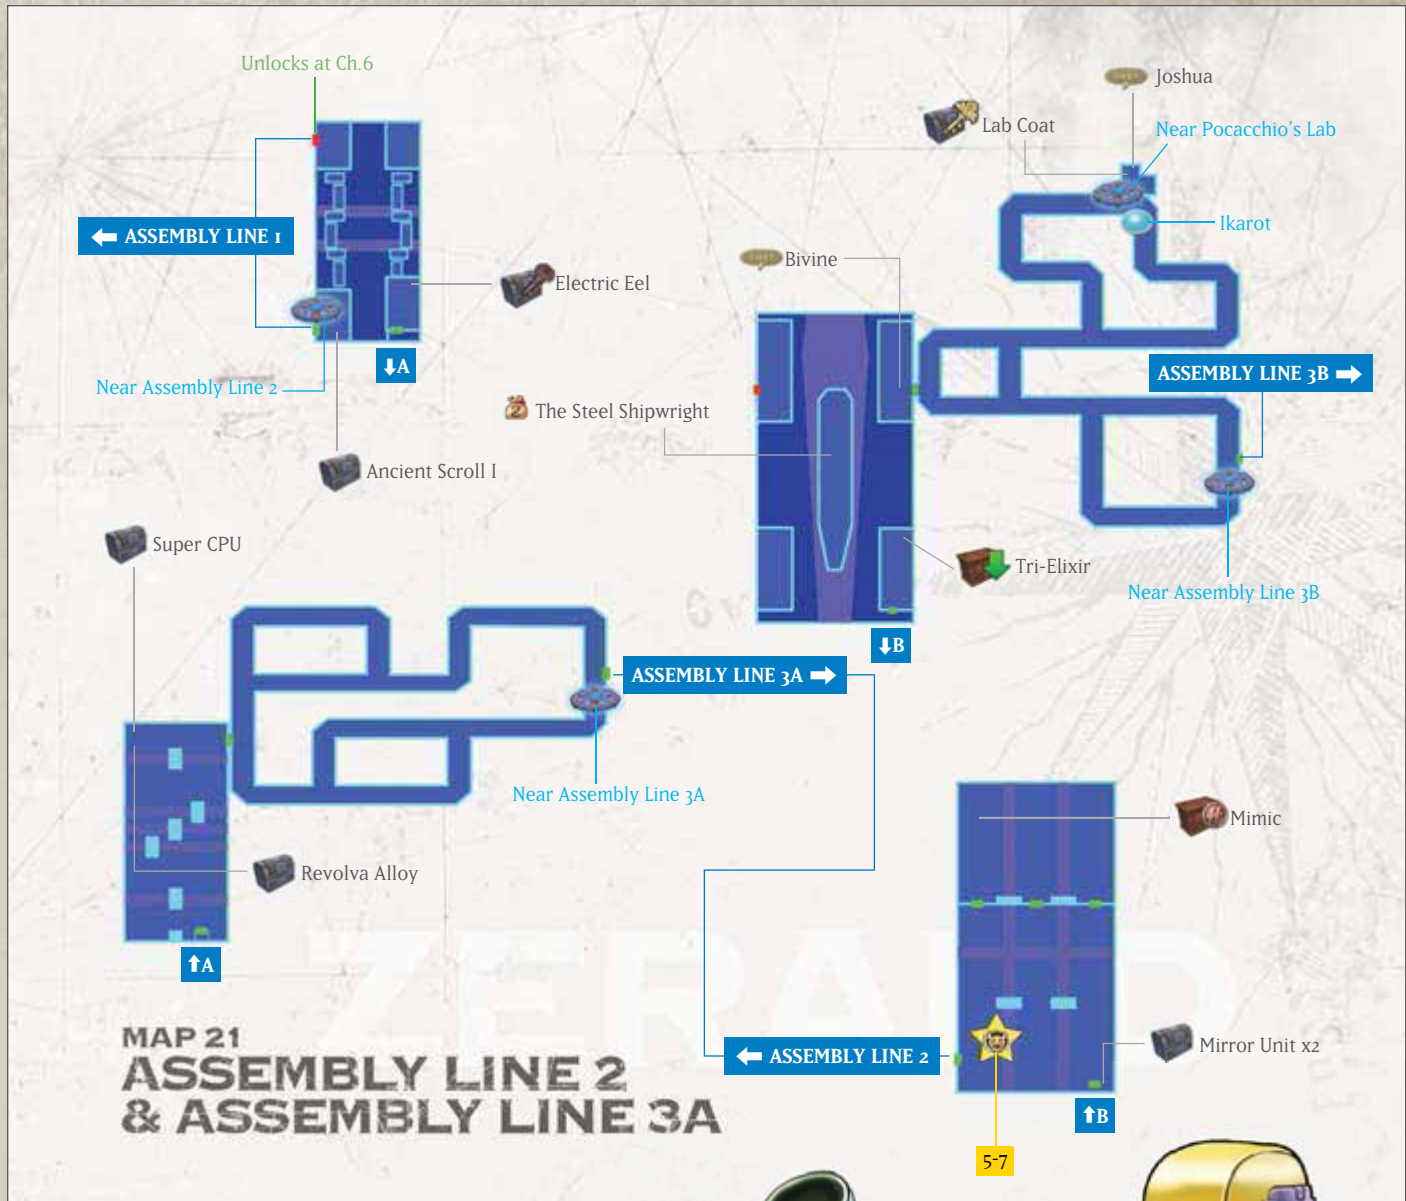 Unlocks at Ch.6
Joshua
Lab Coat
Near Pocacchio's Lab
← ASSEMBLY LINE 1
Ikarot
Bivine
Electric Eel
↓A
ASSEMBLY LINE 3B →
Near Assembly Line 2
The Steel Shipwright
Ancient Scroll I
Super CPU
Tri-Elixir
Near Assembly Line 3B
↓B
ASSEMBLY LINE 3A →
Near Assembly Line 3A
Mimic
Revolva Alloy
↑A
MAP 21
ASSEMBLY LINE 2
& ASSEMBLY LINE 3A
← ASSEMBLY LINE 2
Mirror Unit x2
↑B
5-7